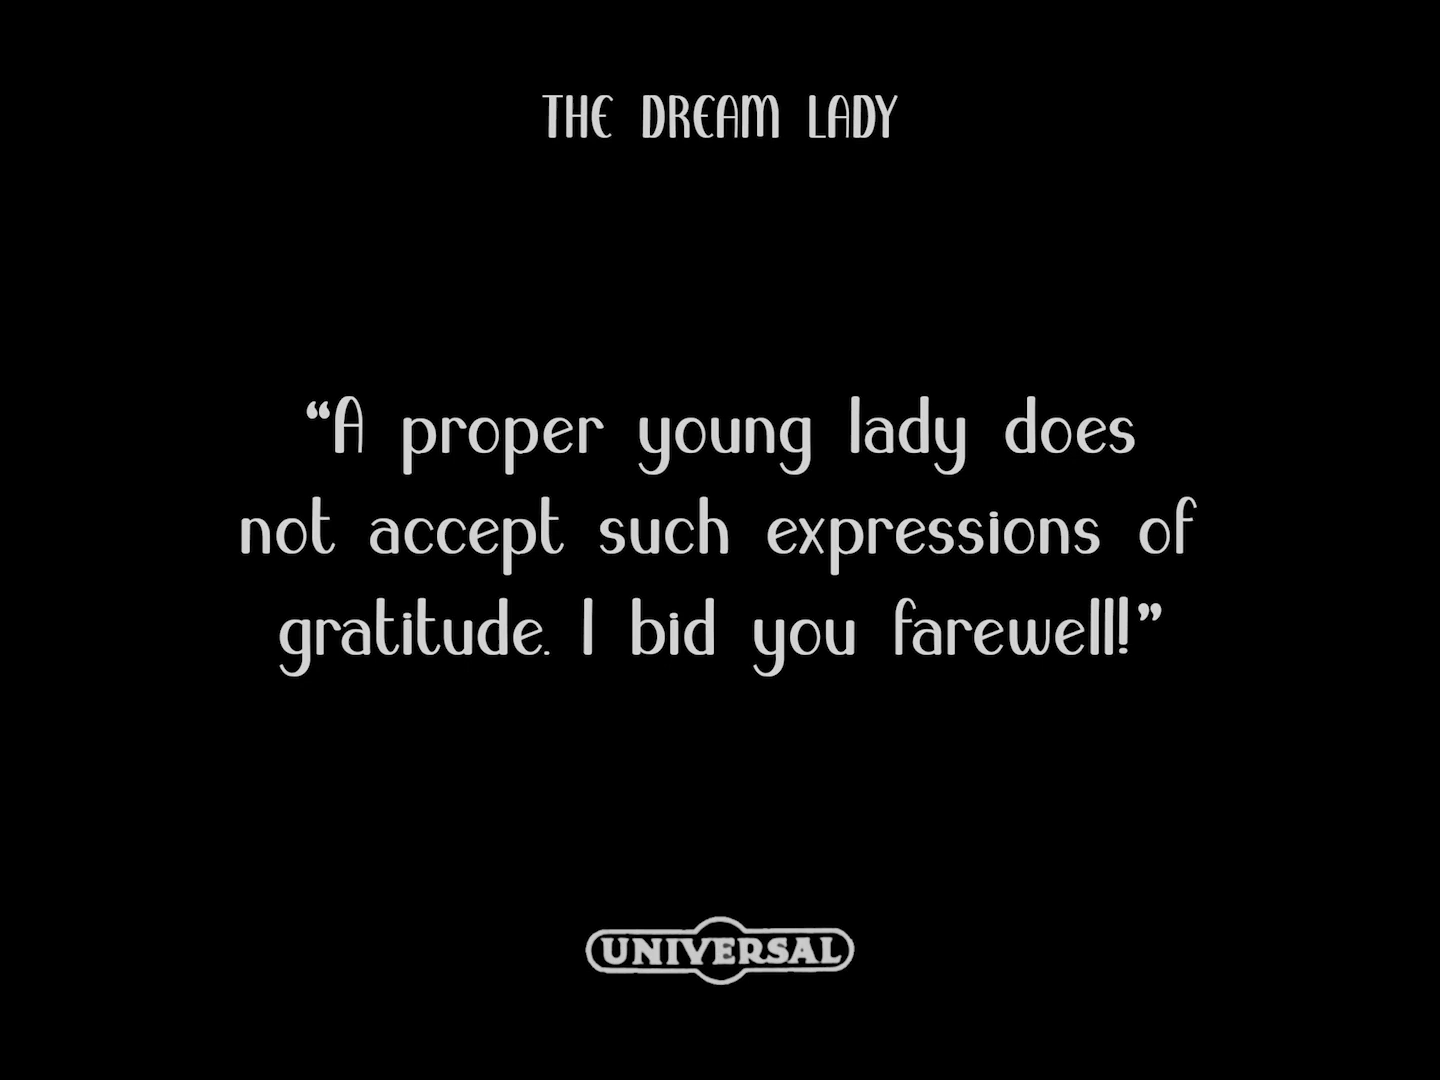 THE DREAM LADY
“A proper young lady does
not accept such expressions of
gratitude. I bid you farewell!”
UNIVERSAL